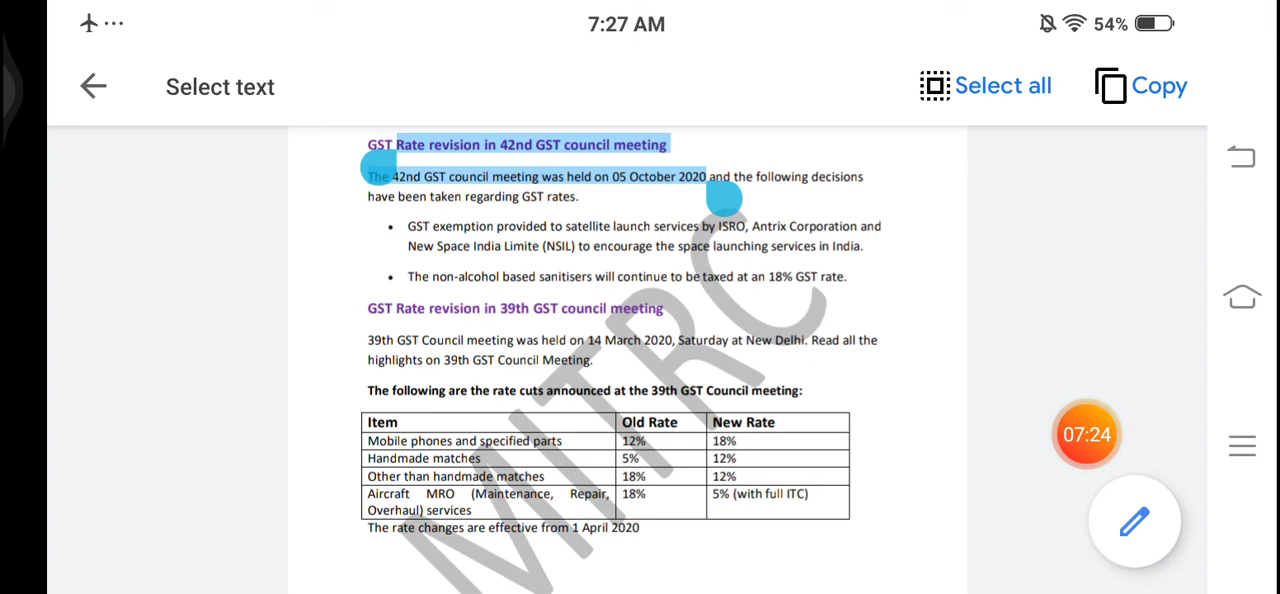 7:27 AM
54%
Select text
Select all
Copy
GST Rate revision in 42nd GST council meeting
The 42nd GST council meeting was held on 05 October 2020 and the following decisions
have been taken regarding GST rates.
• GST exemption provided to satellite launch services by ISRO, Antrix Corporation and
New Space India Limite (NSIL) to encourage the space launching services in India.
• The non-alcohol based sanitisers will continue to be taxed at an 18% GST rate.
GST Rate revision in 39th GST council meeting
39th GST Council meeting was held on 14 March 2020, Saturday at New Delhi. Read all the
highlights on 39th GST Council Meeting.
The following are the rate cuts announced at the 39th GST Council meeting:
Item Old Rate New Rate
Mobile phones and specified parts 12% 18%
Handmade matches 5% 12%
Other than handmade matches 18% 12%
Aircraft MRO (Maintenance, Repair, 18% 5% (with full ITC)
Overhaul) services
The rate changes are effective from 1 April 2020
MTRC
07:24